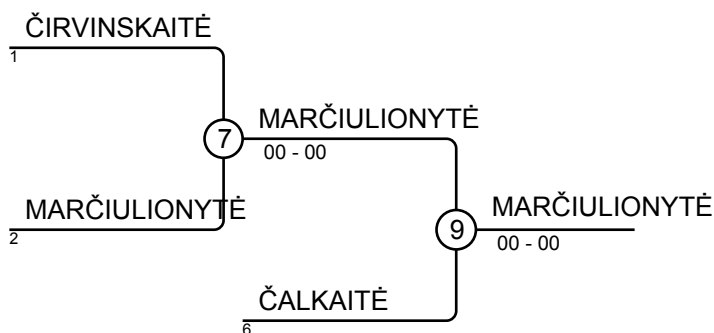 ČIRVINSKAITĖ
1
7
MARČIULIONYTĖ
00 - 00
MARČIULIONYTĖ
2
9
MARČIULIONYTĖ
00 - 00
ČALKAITĖ
6